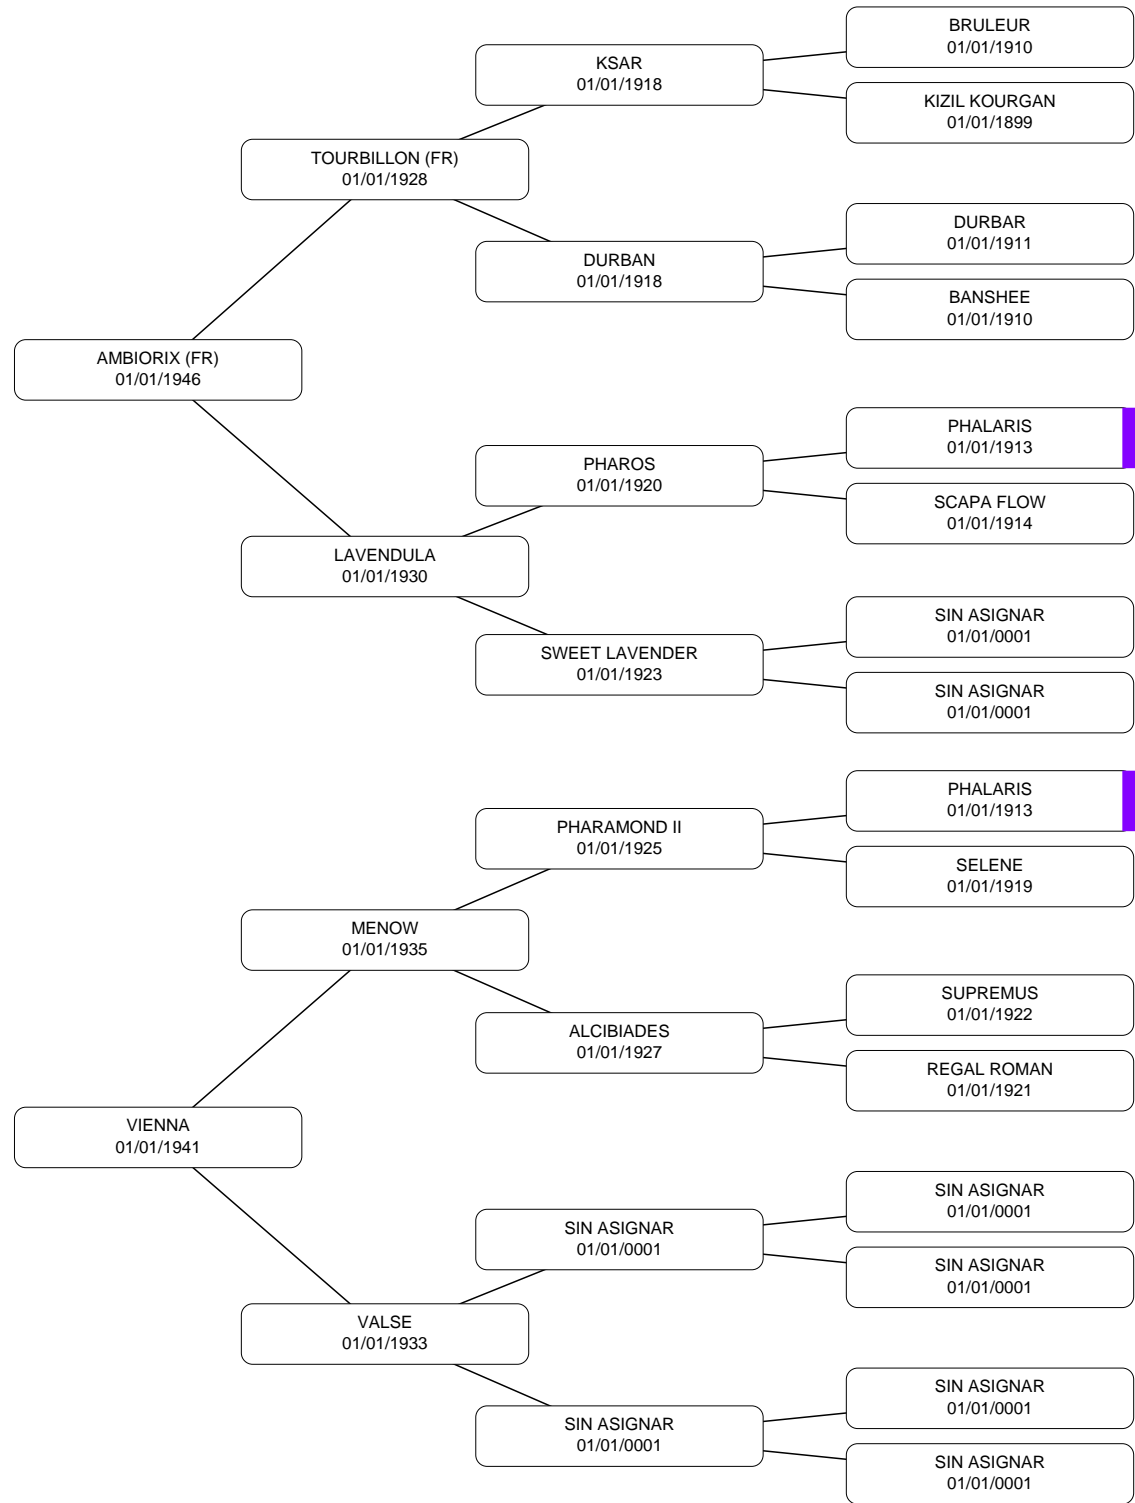 BRULEUR
01/01/1910
KSAR
01/01/1918
KIZIL KOURGAN
01/01/1899
TOURBILLON (FR)
01/01/1928
DURBAR
01/01/1911
DURBAN
01/01/1918
BANSHEE
01/01/1910
AMBIORIX (FR)
01/01/1946
PHALARIS
01/01/1913
PHAROS
01/01/1920
SCAPA FLOW
01/01/1914
LAVENDULA
01/01/1930
SIN ASIGNAR
01/01/0001
SWEET LAVENDER
01/01/1923
SIN ASIGNAR
01/01/0001
PHALARIS
01/01/1913
PHARAMOND II
01/01/1925
SELENE
01/01/1919
MENOW
01/01/1935
SUPREMUS
01/01/1922
ALCIBIADES
01/01/1927
REGAL ROMAN
01/01/1921
VIENNA
01/01/1941
SIN ASIGNAR
01/01/0001
SIN ASIGNAR
01/01/0001
SIN ASIGNAR
01/01/0001
VALSE
01/01/1933
SIN ASIGNAR
01/01/0001
SIN ASIGNAR
01/01/0001
SIN ASIGNAR
01/01/0001